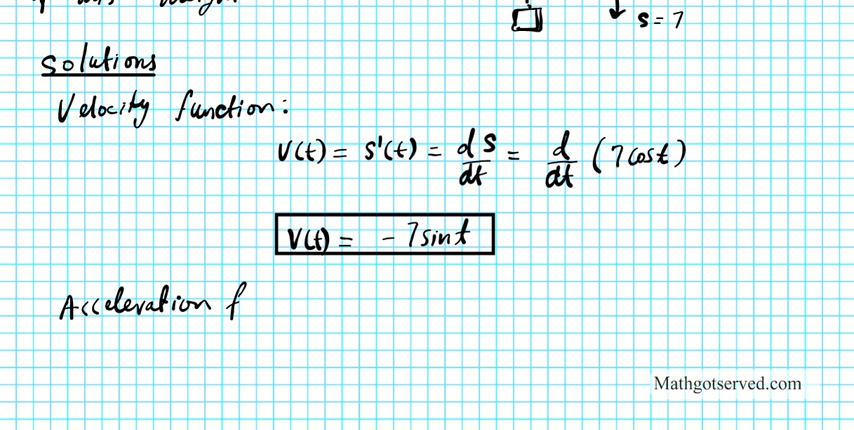 s = 7
Solutions
Velocity function:
V(t) = s'(t) = ds/dt = d/dt (7cost)
V(t) = - 7sint
Acceleration f
Mathgotserved.com